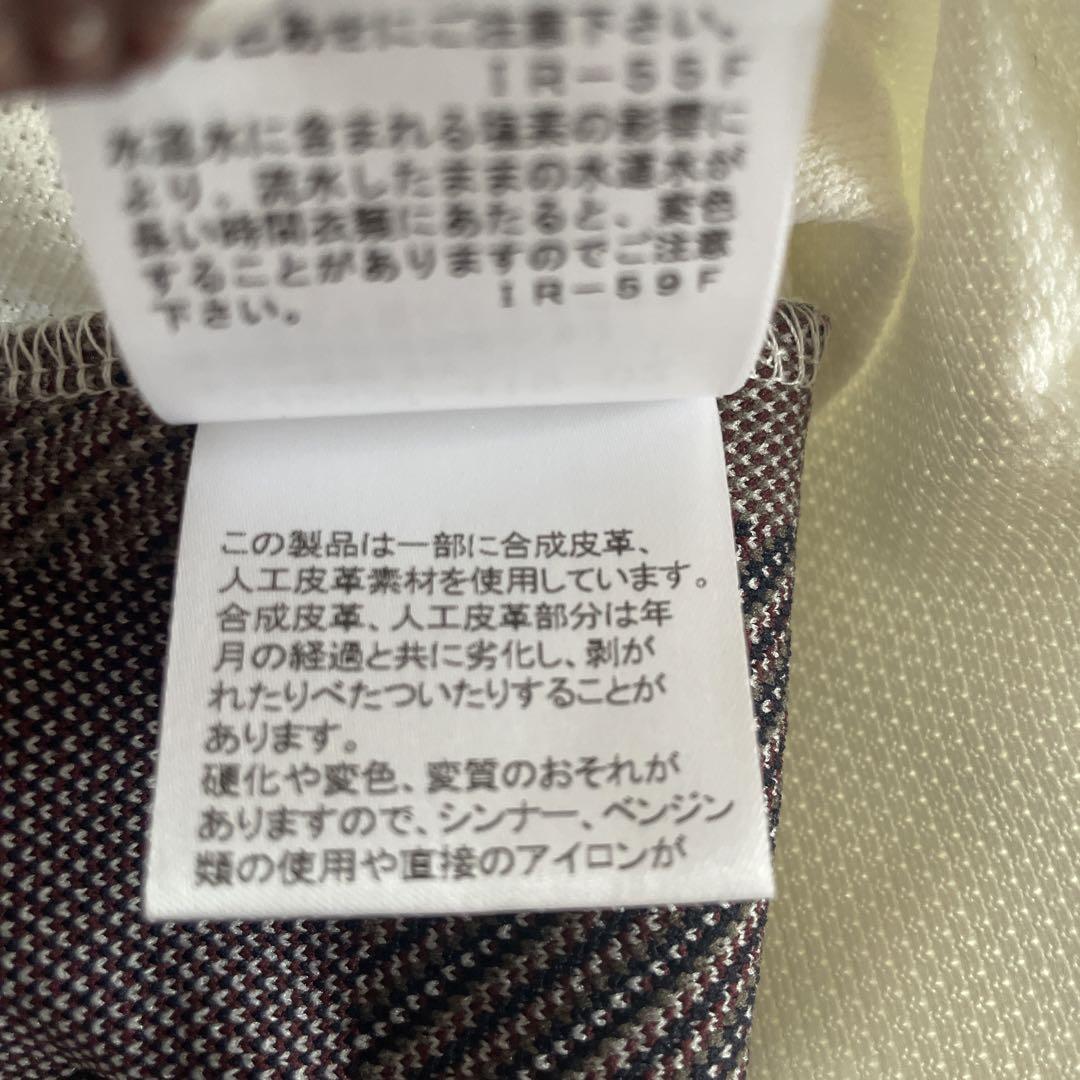 にご注意下さい。
IR-55F
水道水に含まれる塩素の影響に
より、流水したままの水道水が
長い時間衣類にあたると、変色
することがありますのでご注意
下さい。 IR-59F
この製品は一部に合成皮革、
人工皮革素材を使用しています。
合成皮革、人工皮革部分は年
月の経過と共に劣化し、剥が
れたりべたついたりすることが
あります。
硬化や変色、変質のおそれが
ありますので、シンナー、ベンジン
類の使用や直接のアイロンが